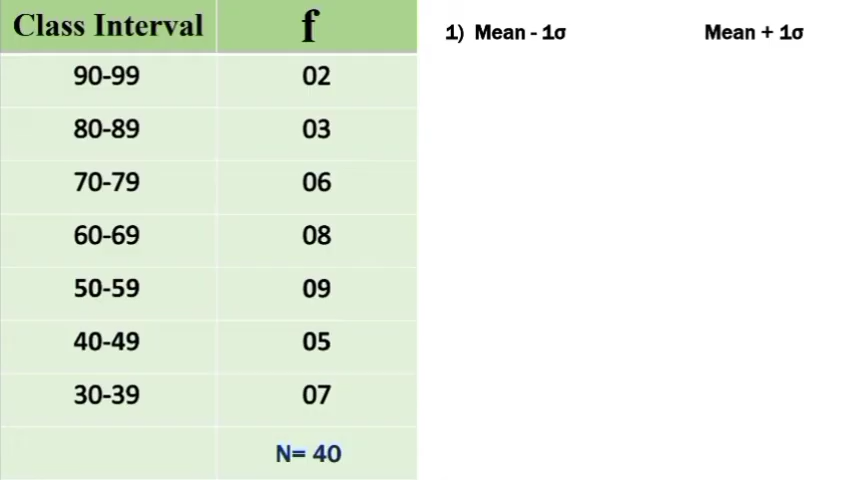 Class Interval f
90-99 02
80-89 03
70-79 06
60-69 08
50-59 09
40-49 05
30-39 07
N= 40
1) Mean - 1σ Mean + 1σ